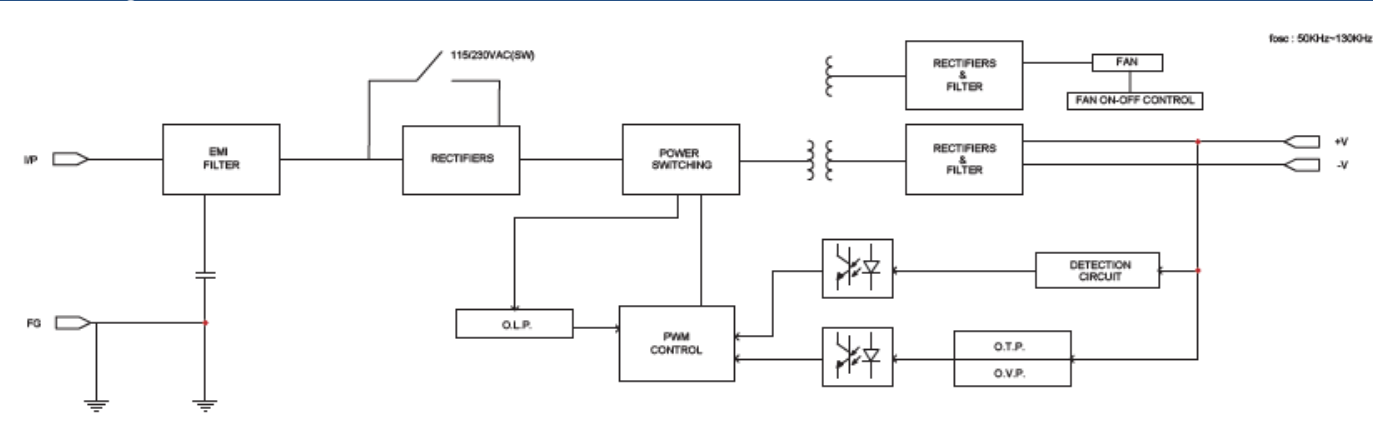 fosc : 50KHz~130KHz
115/230VAC(SW)
RECTIFIERS
&
FILTER
FAN
FAN ON-OFF CONTROL
I/P
EMI
FILTER
RECTIFIERS
POWER
SWITCHING
RECTIFIERS
&
FILTER
+V
-V
DETECTION
CIRCUIT
FG
O.L.P.
PWM
CONTROL
O.T.P.
O.V.P.